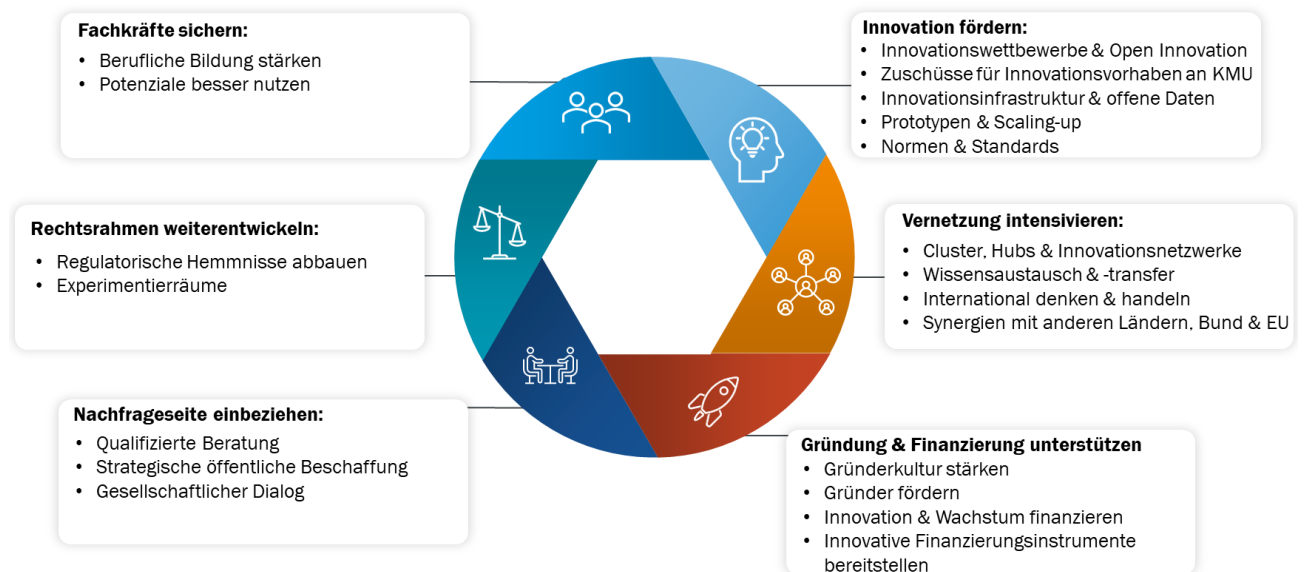 Fachkräfte sichern:
• Berufliche Bildung stärken
• Potenziale besser nutzen
Innovation fördern:
• Innovationswettbewerbe & Open Innovation
• Zuschüsse für Innovationsvorhaben an KMU
• Innovationsinfrastruktur & offene Daten
• Prototypen & Scaling-up
• Normen & Standards
Rechtsrahmen weiterentwickeln:
• Regulatorische Hemmnisse abbauen
• Experimentierräume
Vernetzung intensivieren:
• Cluster, Hubs & Innovationsnetzwerke
• Wissensaustausch & -transfer
• International denken & handeln
• Synergien mit anderen Ländern, Bund & EU
Nachfrageseite einbeziehen:
• Qualifizierte Beratung
• Strategische öffentliche Beschaffung
• Gesellschaftlicher Dialog
Gründung & Finanzierung unterstützen
• Gründerkultur stärken
• Gründer fördern
• Innovation & Wachstum finanzieren
• Innovative Finanzierungsinstrumente
bereitstellen